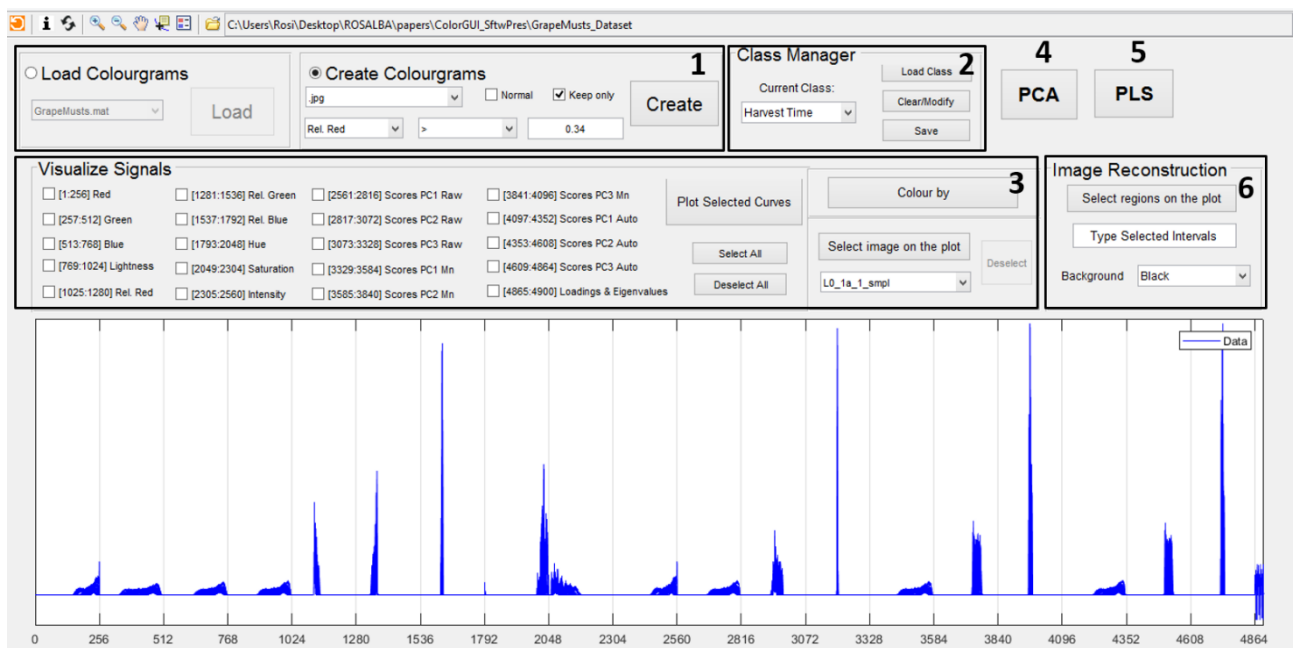 C:\Users\Rosi\Desktop\ROSALBA\papers\ColorGUI_SftwPres\GrapeMusts_Dataset
Load Colourgrams
GrapeMusts.mat
Load
Create Colourgrams
1
.jpg
Normal
Keep only
Create
Rel. Red
>
0.34
Class Manager
2
Current Class:
Harvest Time
Load Class
Clear/Modify
Save
4
PCA
5
PLS
Visualize Signals
[1:256] Red
[257:512] Green
[513:768] Blue
[769:1024] Lightness
[1025:1280] Rel. Red
[1281:1536] Rel. Green
[1537:1792] Rel. Blue
[1793:2048] Hue
[2049:2304] Saturation
[2305:2560] Intensity
[2561:2816] Scores PC1 Raw
[2817:3072] Scores PC2 Raw
[3073:3328] Scores PC3 Raw
[3329:3584] Scores PC1 Mn
[3585:3840] Scores PC2 Mn
[3841:4096] Scores PC3 Mn
[4097:4352] Scores PC1 Auto
[4353:4608] Scores PC2 Auto
[4609:4864] Scores PC3 Auto
[4865:4900] Loadings & Eigenvalues
Plot Selected Curves
Select All
Deselect All
3
Colour by
Select image on the plot
L0_1a_1_smpl
Deselect
Image Reconstruction
6
Select regions on the plot
Type Selected Intervals
Background
Black
Data
0 256 512 768 1024 1280 1536 1792 2048 2304 2560 2816 3072 3328 3584 3840 4096 4352 4608 4864